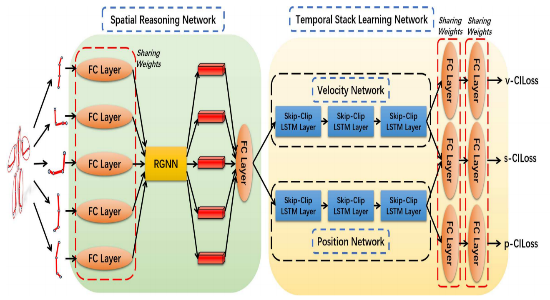 Spatial Reasoning Network
Temporal Stack Learning Network
Sharing
Weights
Sharing
Weights
Sharing
Weights
FC Layer
FC Layer
FC Layer
FC Layer
FC Layer
RGNN
FC Layer
Velocity Network
Skip-Clip
LSTM Layer
Skip-Clip
LSTM Layer
Skip-Clip
LSTM Layer
Skip-Clip
LSTM Layer
Skip-Clip
LSTM Layer
Skip-Clip
LSTM Layer
Position Network
FC Layer
FC Layer
FC Layer
FC Layer
FC Layer
FC Layer
v-CILoss
s-CILoss
p-CILoss